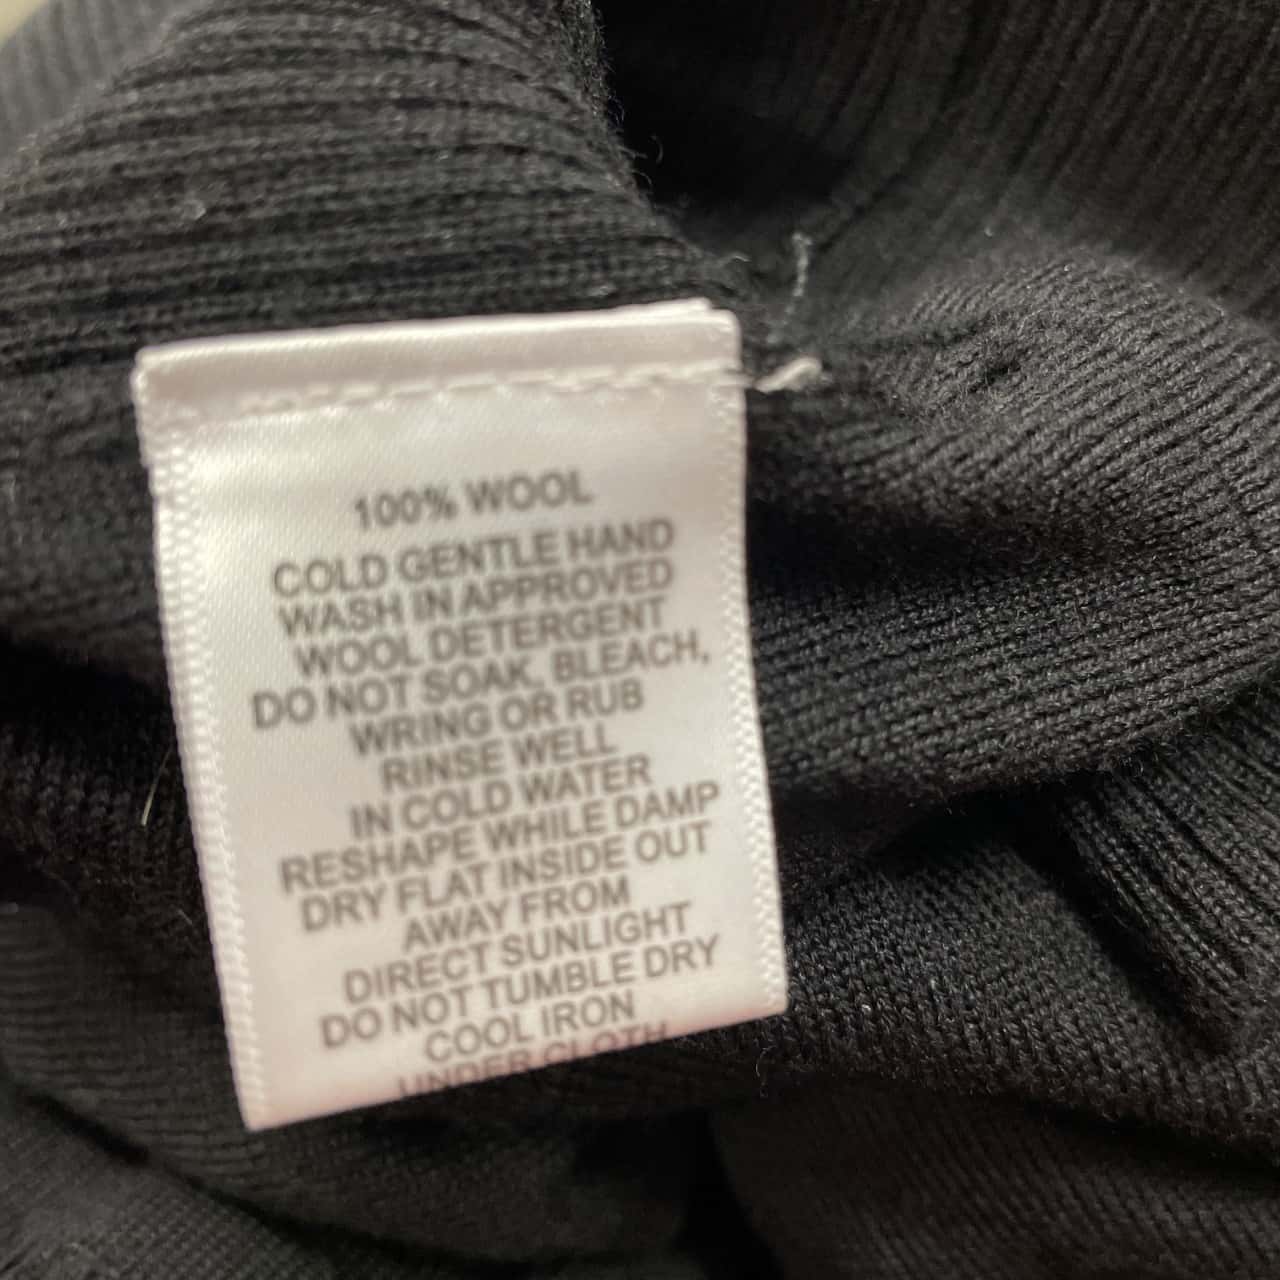 100% WOOL
COLD GENTLE HAND
WASH IN APPROVED
WOOL DETERGENT
DO NOT SOAK, BLEACH,
WRING OR RUB
RINSE WELL
IN COLD WATER
RESHAPE WHILE DAMP
DRY FLAT INSIDE OUT
AWAY FROM
DIRECT SUNLIGHT
DO NOT TUMBLE DRY
COOL IRON
UNDER CLOTH